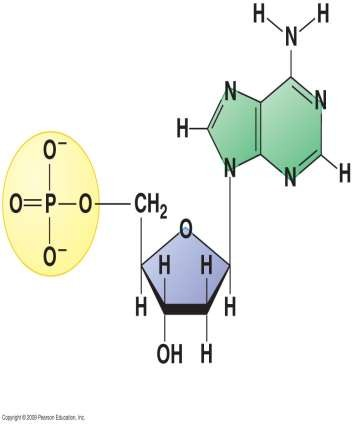 H H
N
N N
H
N N H
O–
O=P–O CH2
O–
O
H H
H H
OH H
Copyright © 2009 Pearson Education, Inc.